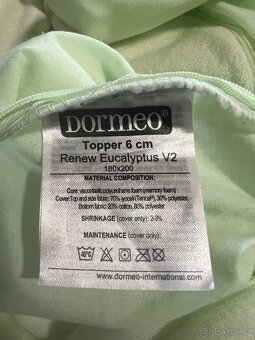 DORMEO®
Topper 6 cm
Renew Eucalyptus V2
180x200
MATERIAL COMPOSITION:
Core: viscoelastic polyurethane foam (memory foam)
Cover:Top and side fabric: 70% lyocell (Tencel®), 30% polyester,
Bottom fabric: 20% cotton, 80% polyester
SHRINKAGE (cover only): 2-3%
MAINTENANCE (cover only):
www.dormeo-international.com